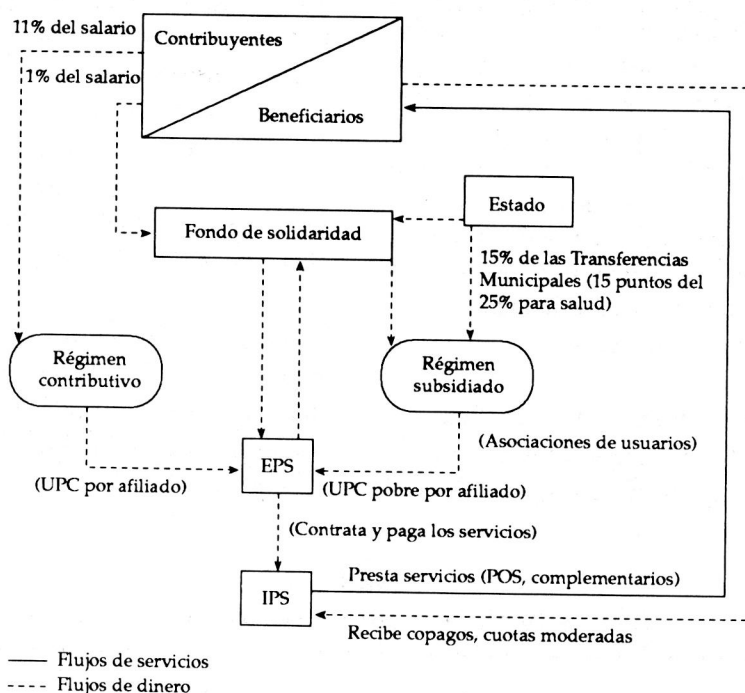 11% del salario
Contribuyentes
1% del salario
Beneficiarios
Estado
Fondo de solidaridad
15% de las Transferencias
Municipales (15 puntos del
25% para salud)
Régimen
contributivo
Régimen
subsidiado
(Asociaciones de usuarios)
EPS
(UPC por afiliado)
(UPC pobre por afiliado)
(Contrata y paga los servicios)
Presta servicios (POS, complementarios)
IPS
Recibe copagos, cuotas moderadas
Flujos de servicios
Flujos de dinero